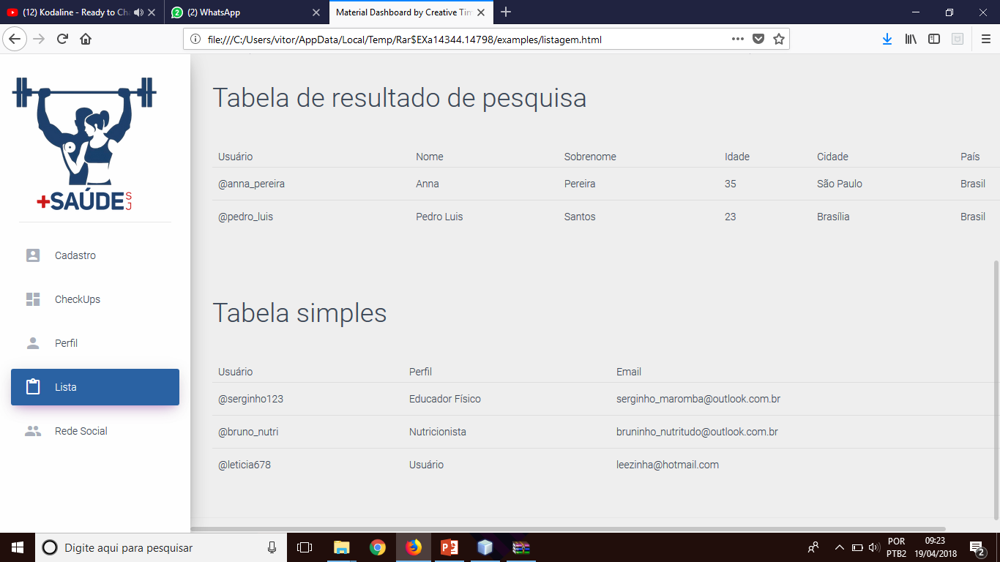 (12) Kodaline - Ready to Cha
(2) WhatsApp
Material Dashboard by Creative Tim
file:///C:/Users/vitor/AppData/Local/Temp/Rar$EXa14344.14798/examples/listagem.html
+SAÚDE SJ
Cadastro
CheckUps
Perfil
Lista
Rede Social
Tabela de resultado de pesquisa
Usuário Nome Sobrenome Idade Cidade País
@anna_pereira Anna Pereira 35 São Paulo Brasil
@pedro_luis Pedro Luis Santos 23 Brasília Brasil
Tabela simples
Usuário Perfil Email
@serginho123 Educador Físico serginho_maromba@outlook.com.br
@bruno_nutri Nutricionista bruninho_nutritudo@outlook.com.br
@leticia678 Usuário leezinha@hotmail.com
Digite aqui para pesquisar
POR
PTB2
09:23
19/04/2018
2